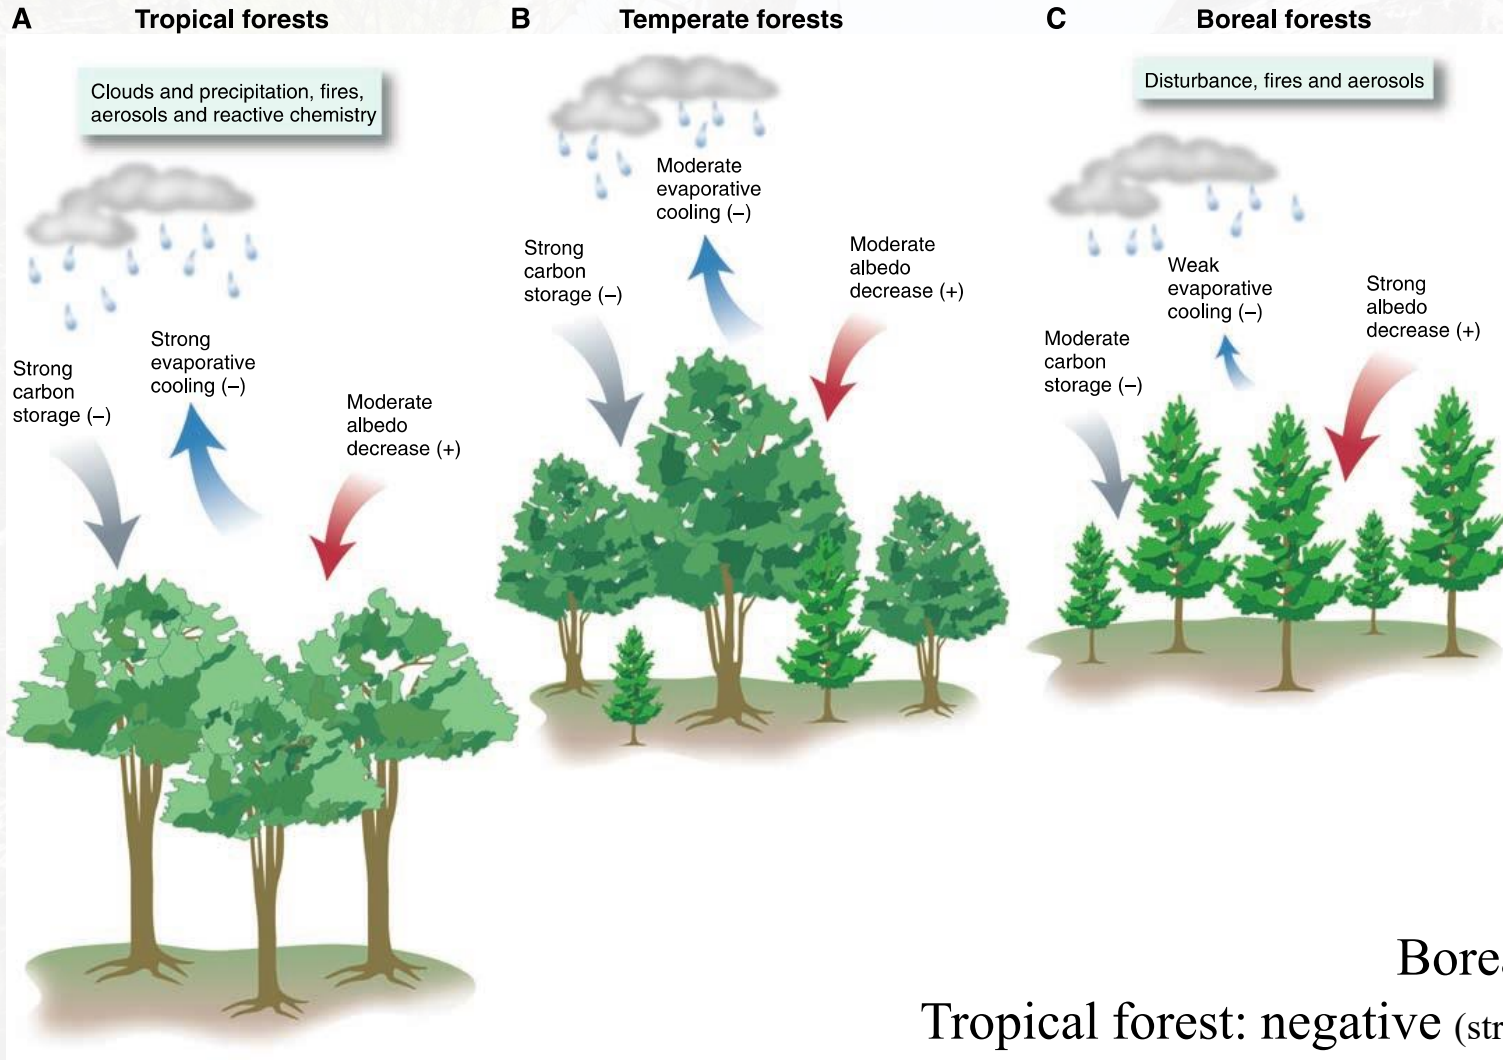 A Tropical forests
Clouds and precipitation, fires,
aerosols and reactive chemistry
Strong
carbon
storage (–)
Strong
evaporative
cooling (–)
Moderate
albedo
decrease (+)
B Temperate forests
Strong
carbon
storage (–)
Moderate
evaporative
cooling (–)
Moderate
albedo
decrease (+)
C Boreal forests
Disturbance, fires and aerosols
Moderate
carbon
storage (–)
Weak
evaporative
cooling (–)
Strong
albedo
decrease (+)
Tropical forest: negative